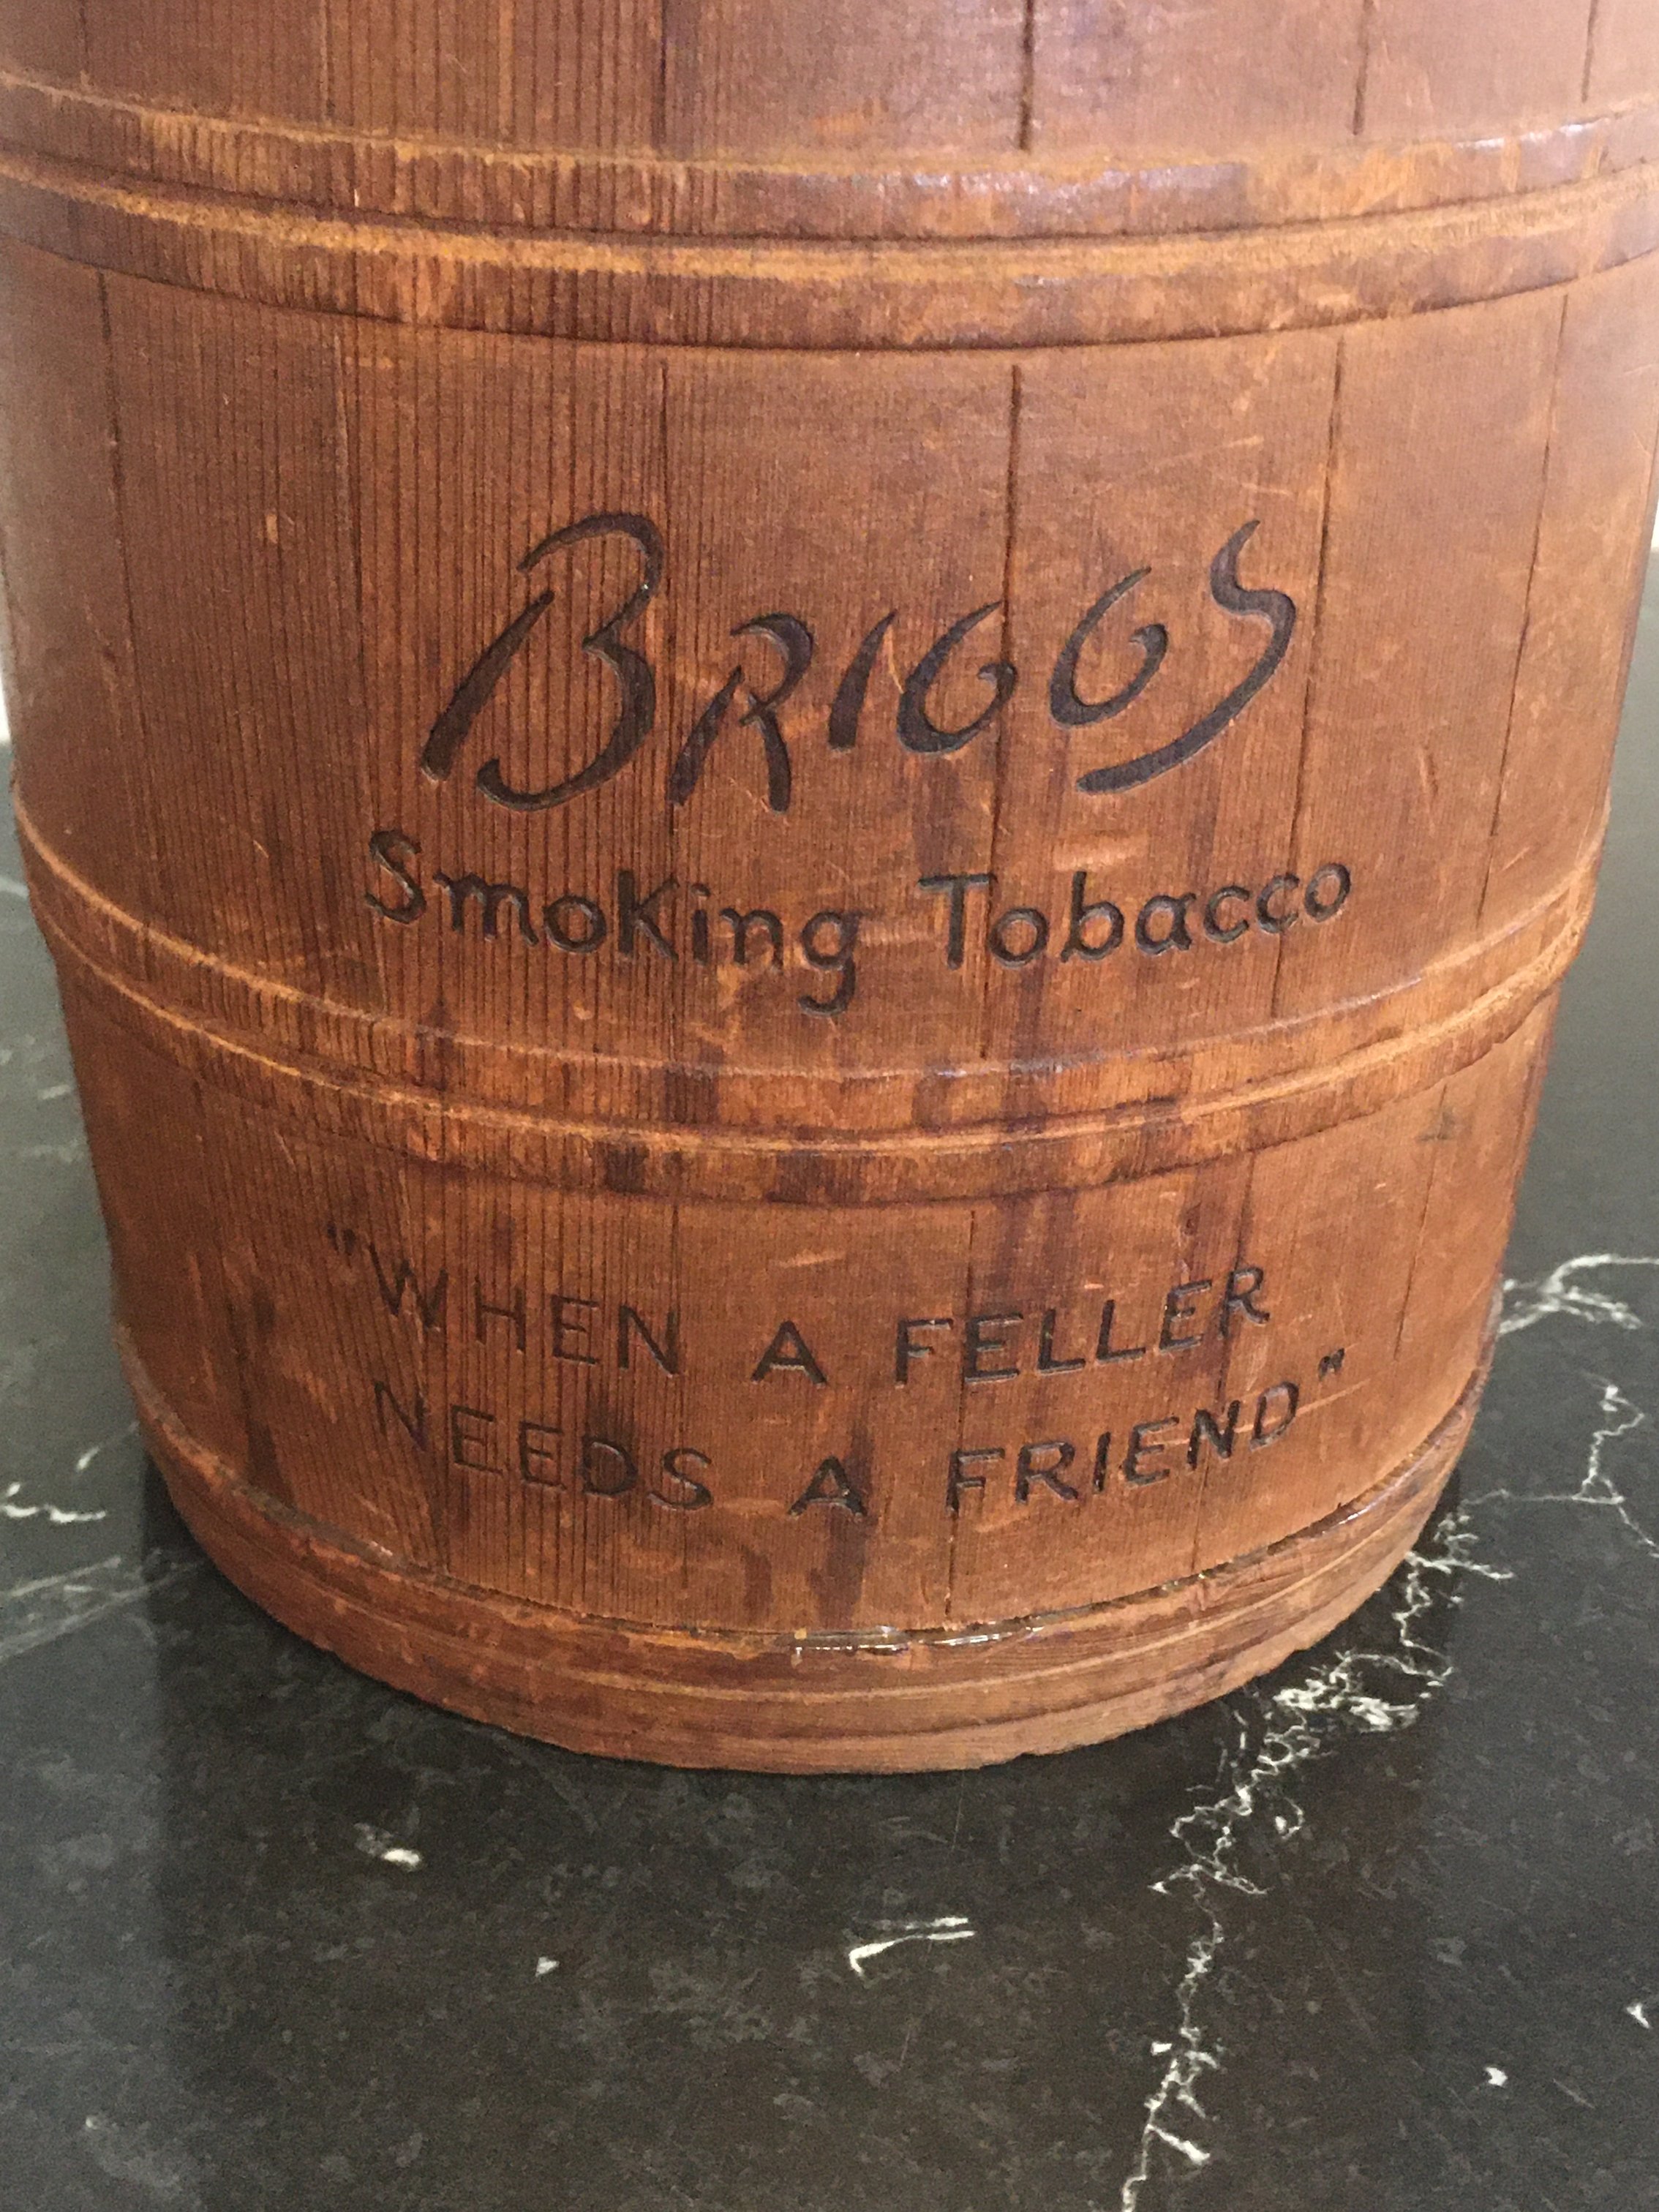 BRIGGS
Smoking Tobacco
"WHEN A FELLER
NEEDS A FRIEND"